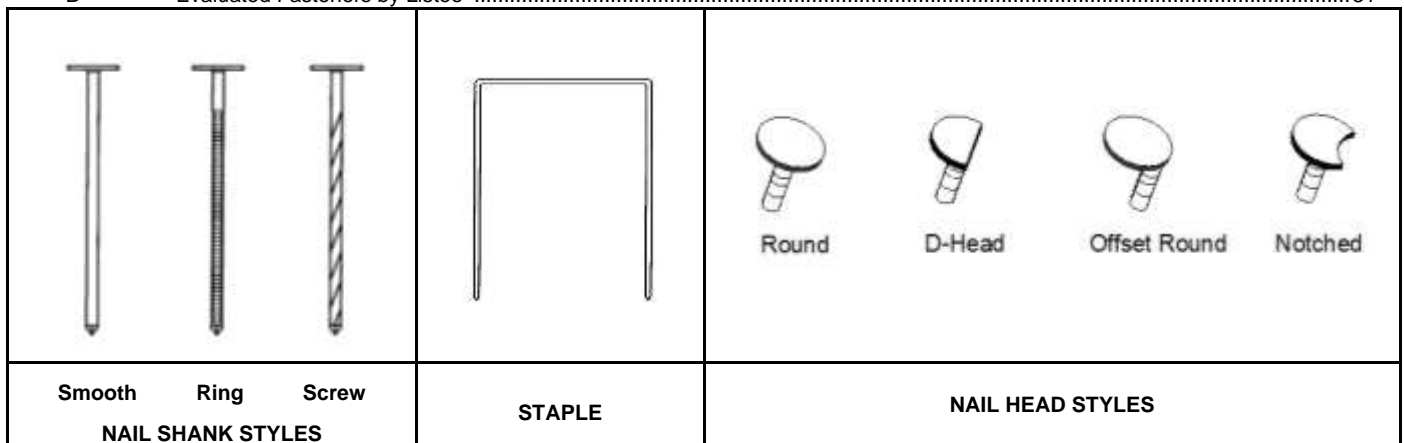 Round D-Head Offset Round Notched
Smooth Ring Screw
NAIL SHANK STYLES
STAPLE
NAIL HEAD STYLES